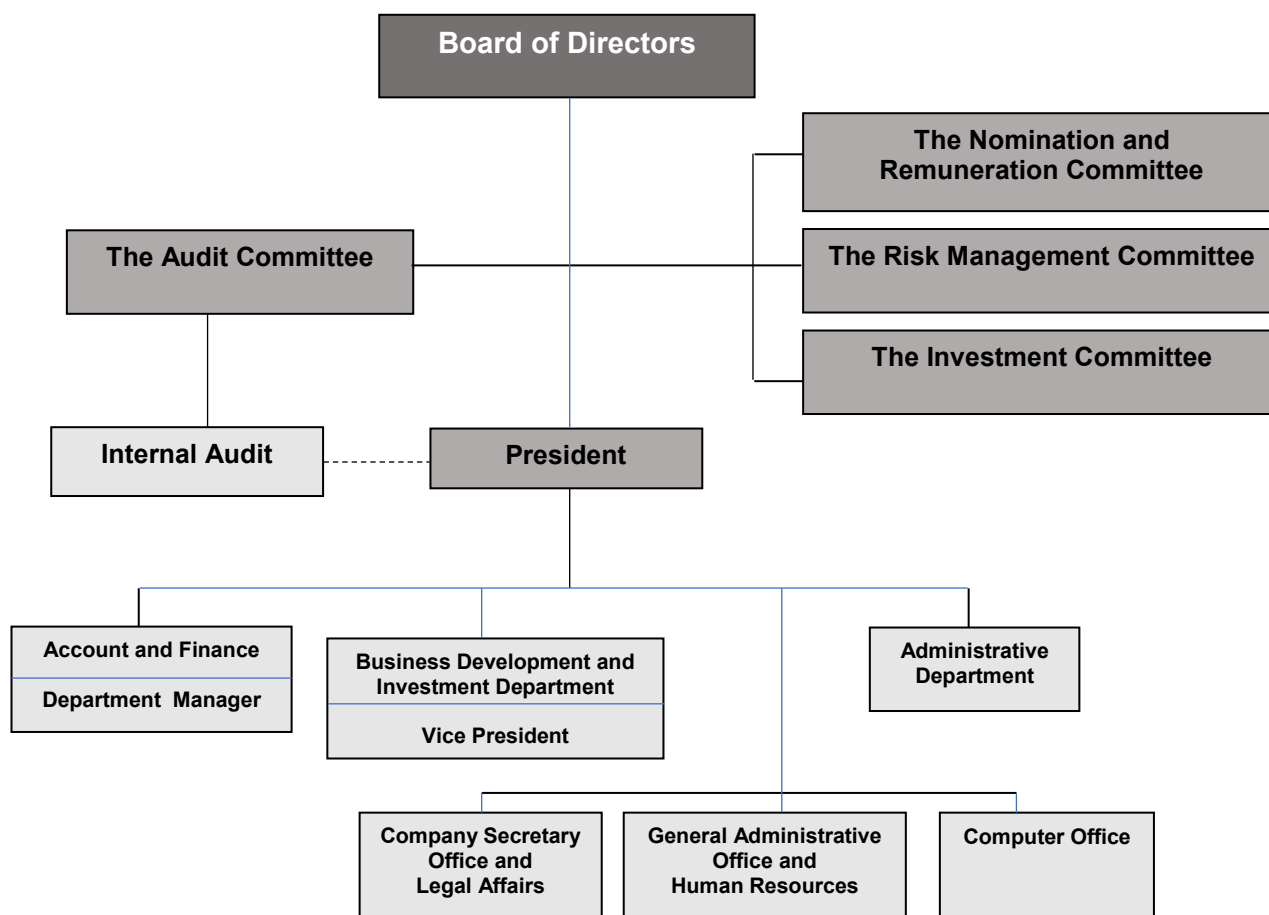 Board of Directors
The Nomination and
Remuneration Committee
The Audit Committee
The Risk Management Committee
The Investment Committee
Internal Audit
President
Account and Finance
Department Manager
Business Development and
Investment Department
Vice President
Administrative
Department
Company Secretary
Office and
Legal Affairs
General Administrative
Office and
Human Resources
Computer Office